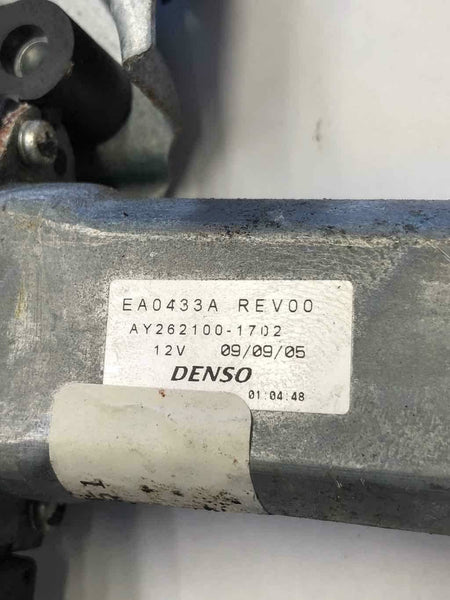 EA0433A REV00
AY262100-1702
12V 09/09/05
DENSO
01:04:48